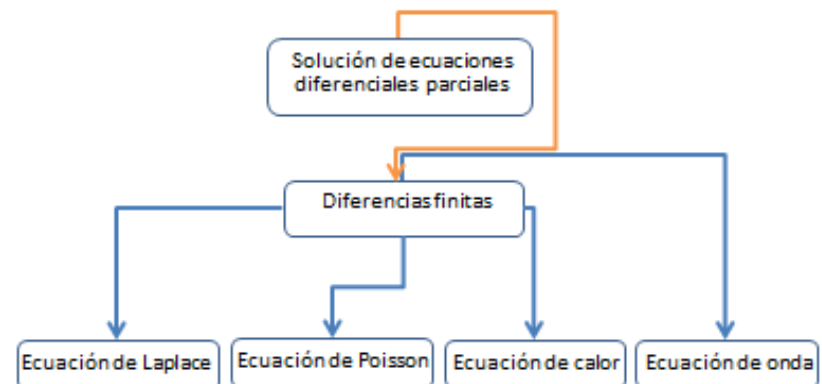 Solución de ecuaciones
diferenciales parciales
Diferencias finitas
Ecuación de Laplace
Ecuación de Poisson
Ecuación de calor
Ecuación de onda